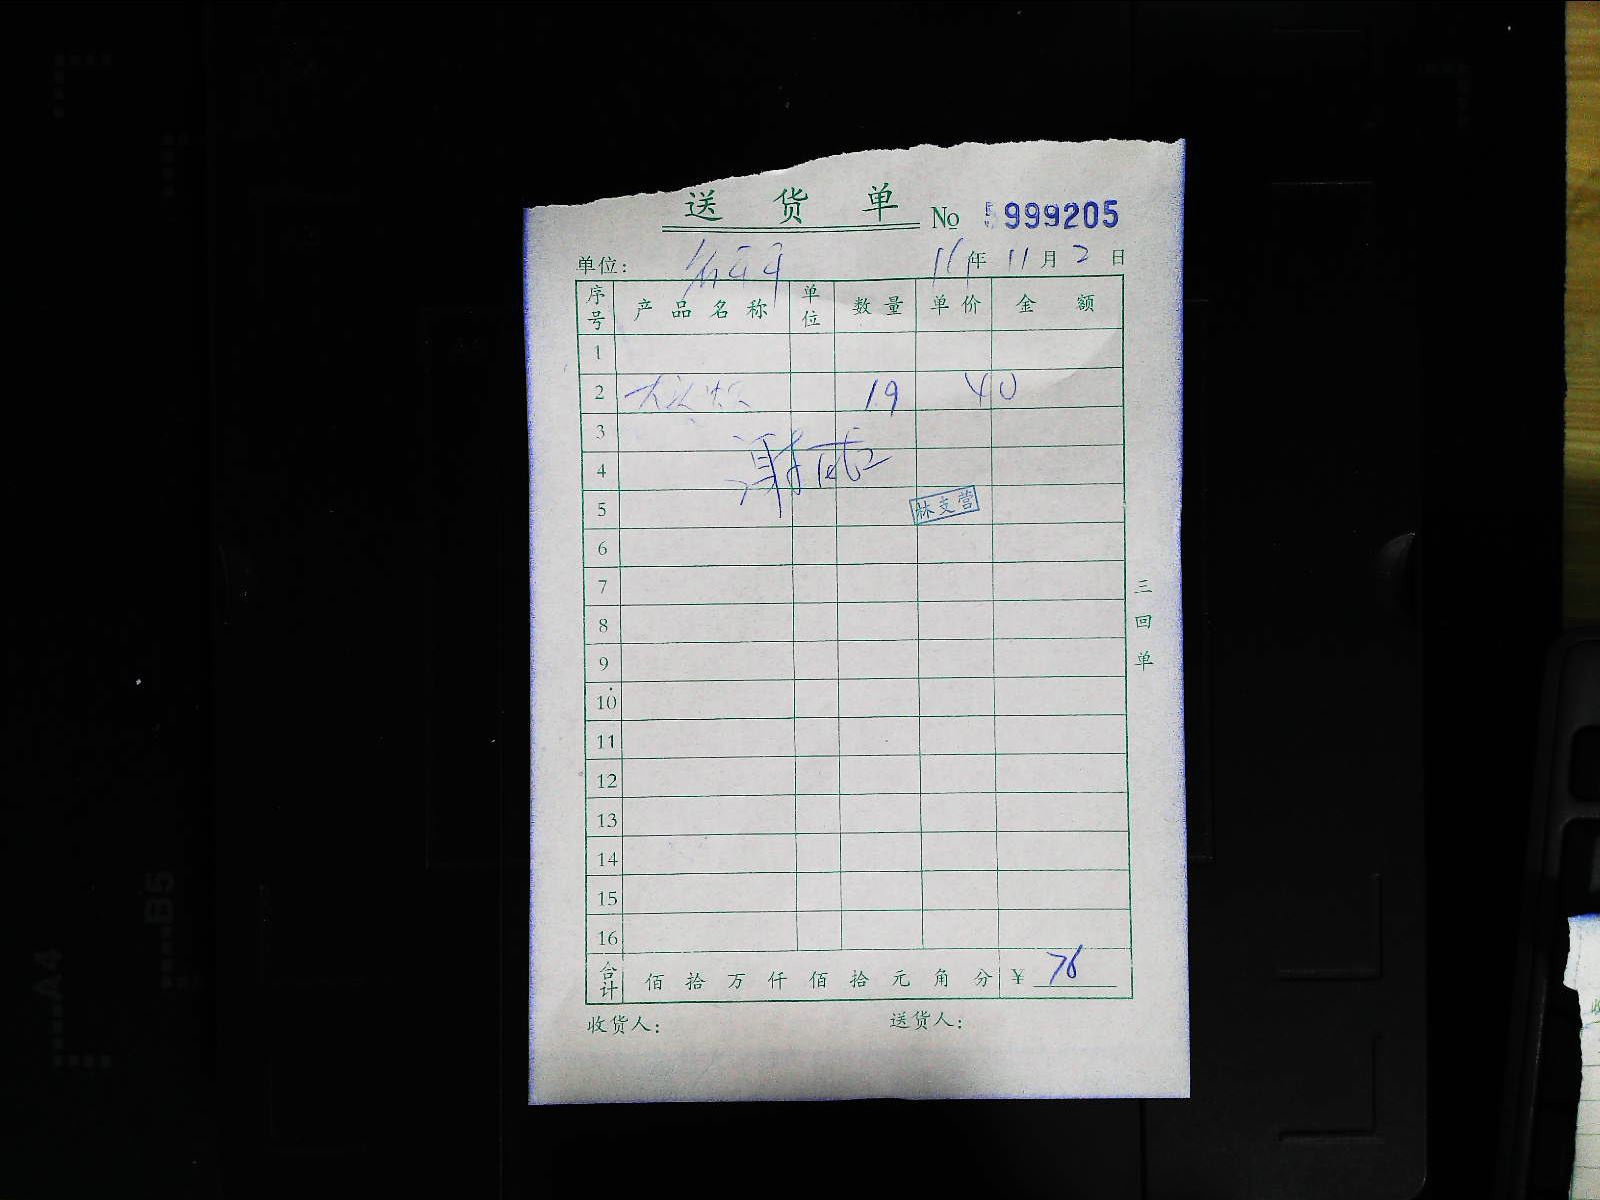 送货单 No 999205
单位： 年 11 月 2 日
序号 产品名称 单位 数量 单价 金额
1
2 19 40
3
4
5 林支营
6
7
8
9
10
11
12
13
14
15
16
合计 佰 拾 万 仟 佰 拾 元 角 分 ¥ 76
收货人： 送货人：
三回单
A4
B5